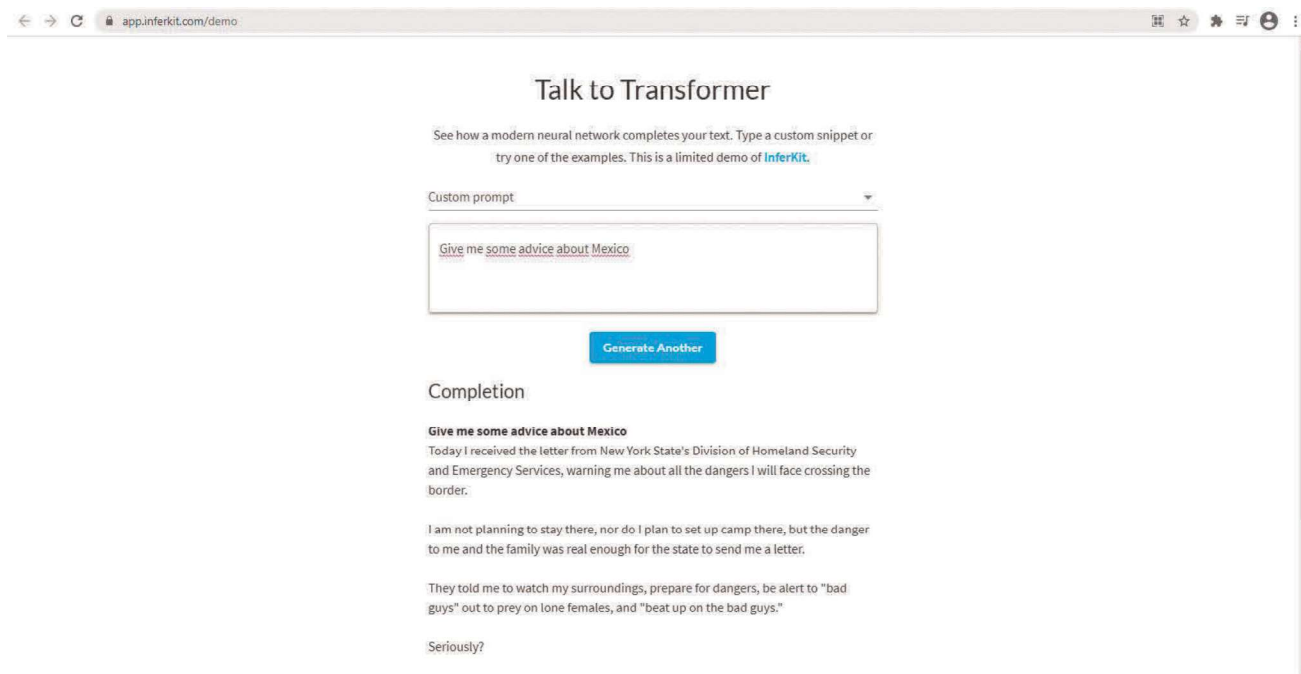 app.inferkit.com/demo
Talk to Transformer
See how a modern neural network completes your text. Type a custom snippet or
try one of the examples. This is a limited demo of InferKit.
Custom prompt
Give me some advice about Mexico
Generate Another
Completion
Give me some advice about Mexico
Today I received the letter from New York State's Division of Homeland Security
and Emergency Services, warning me about all the dangers I will face crossing the
border.
I am not planning to stay there, nor do I plan to set up camp there, but the danger
to me and the family was real enough for the state to send me a letter.
They told me to watch my surroundings, prepare for dangers, be alert to "bad
guys" out to prey on lone females, and "beat up on the bad guys."
Seriously?